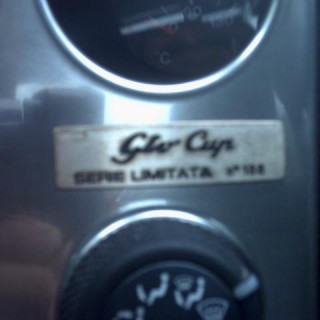 C
Gtv Cup
SERIE LIMITATA